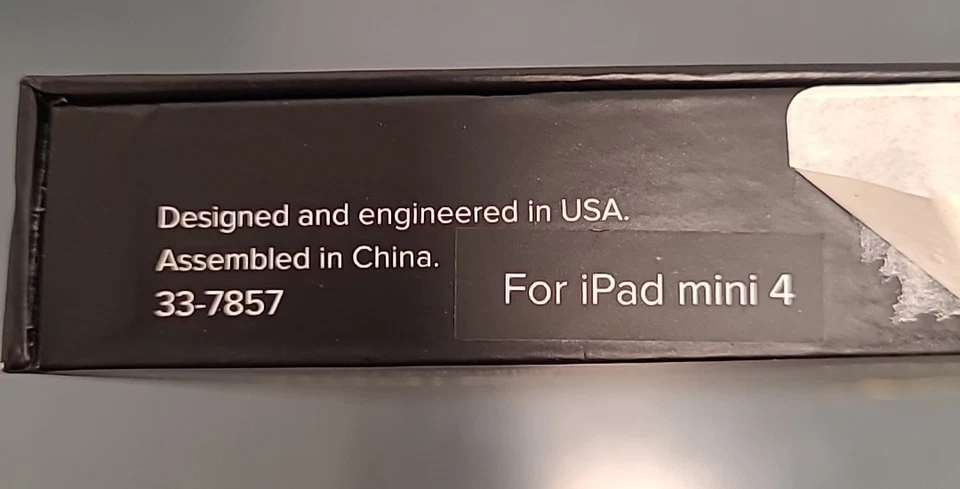 Designed and engineered in USA.
Assembled in China.
33-7857
For iPad mini 4